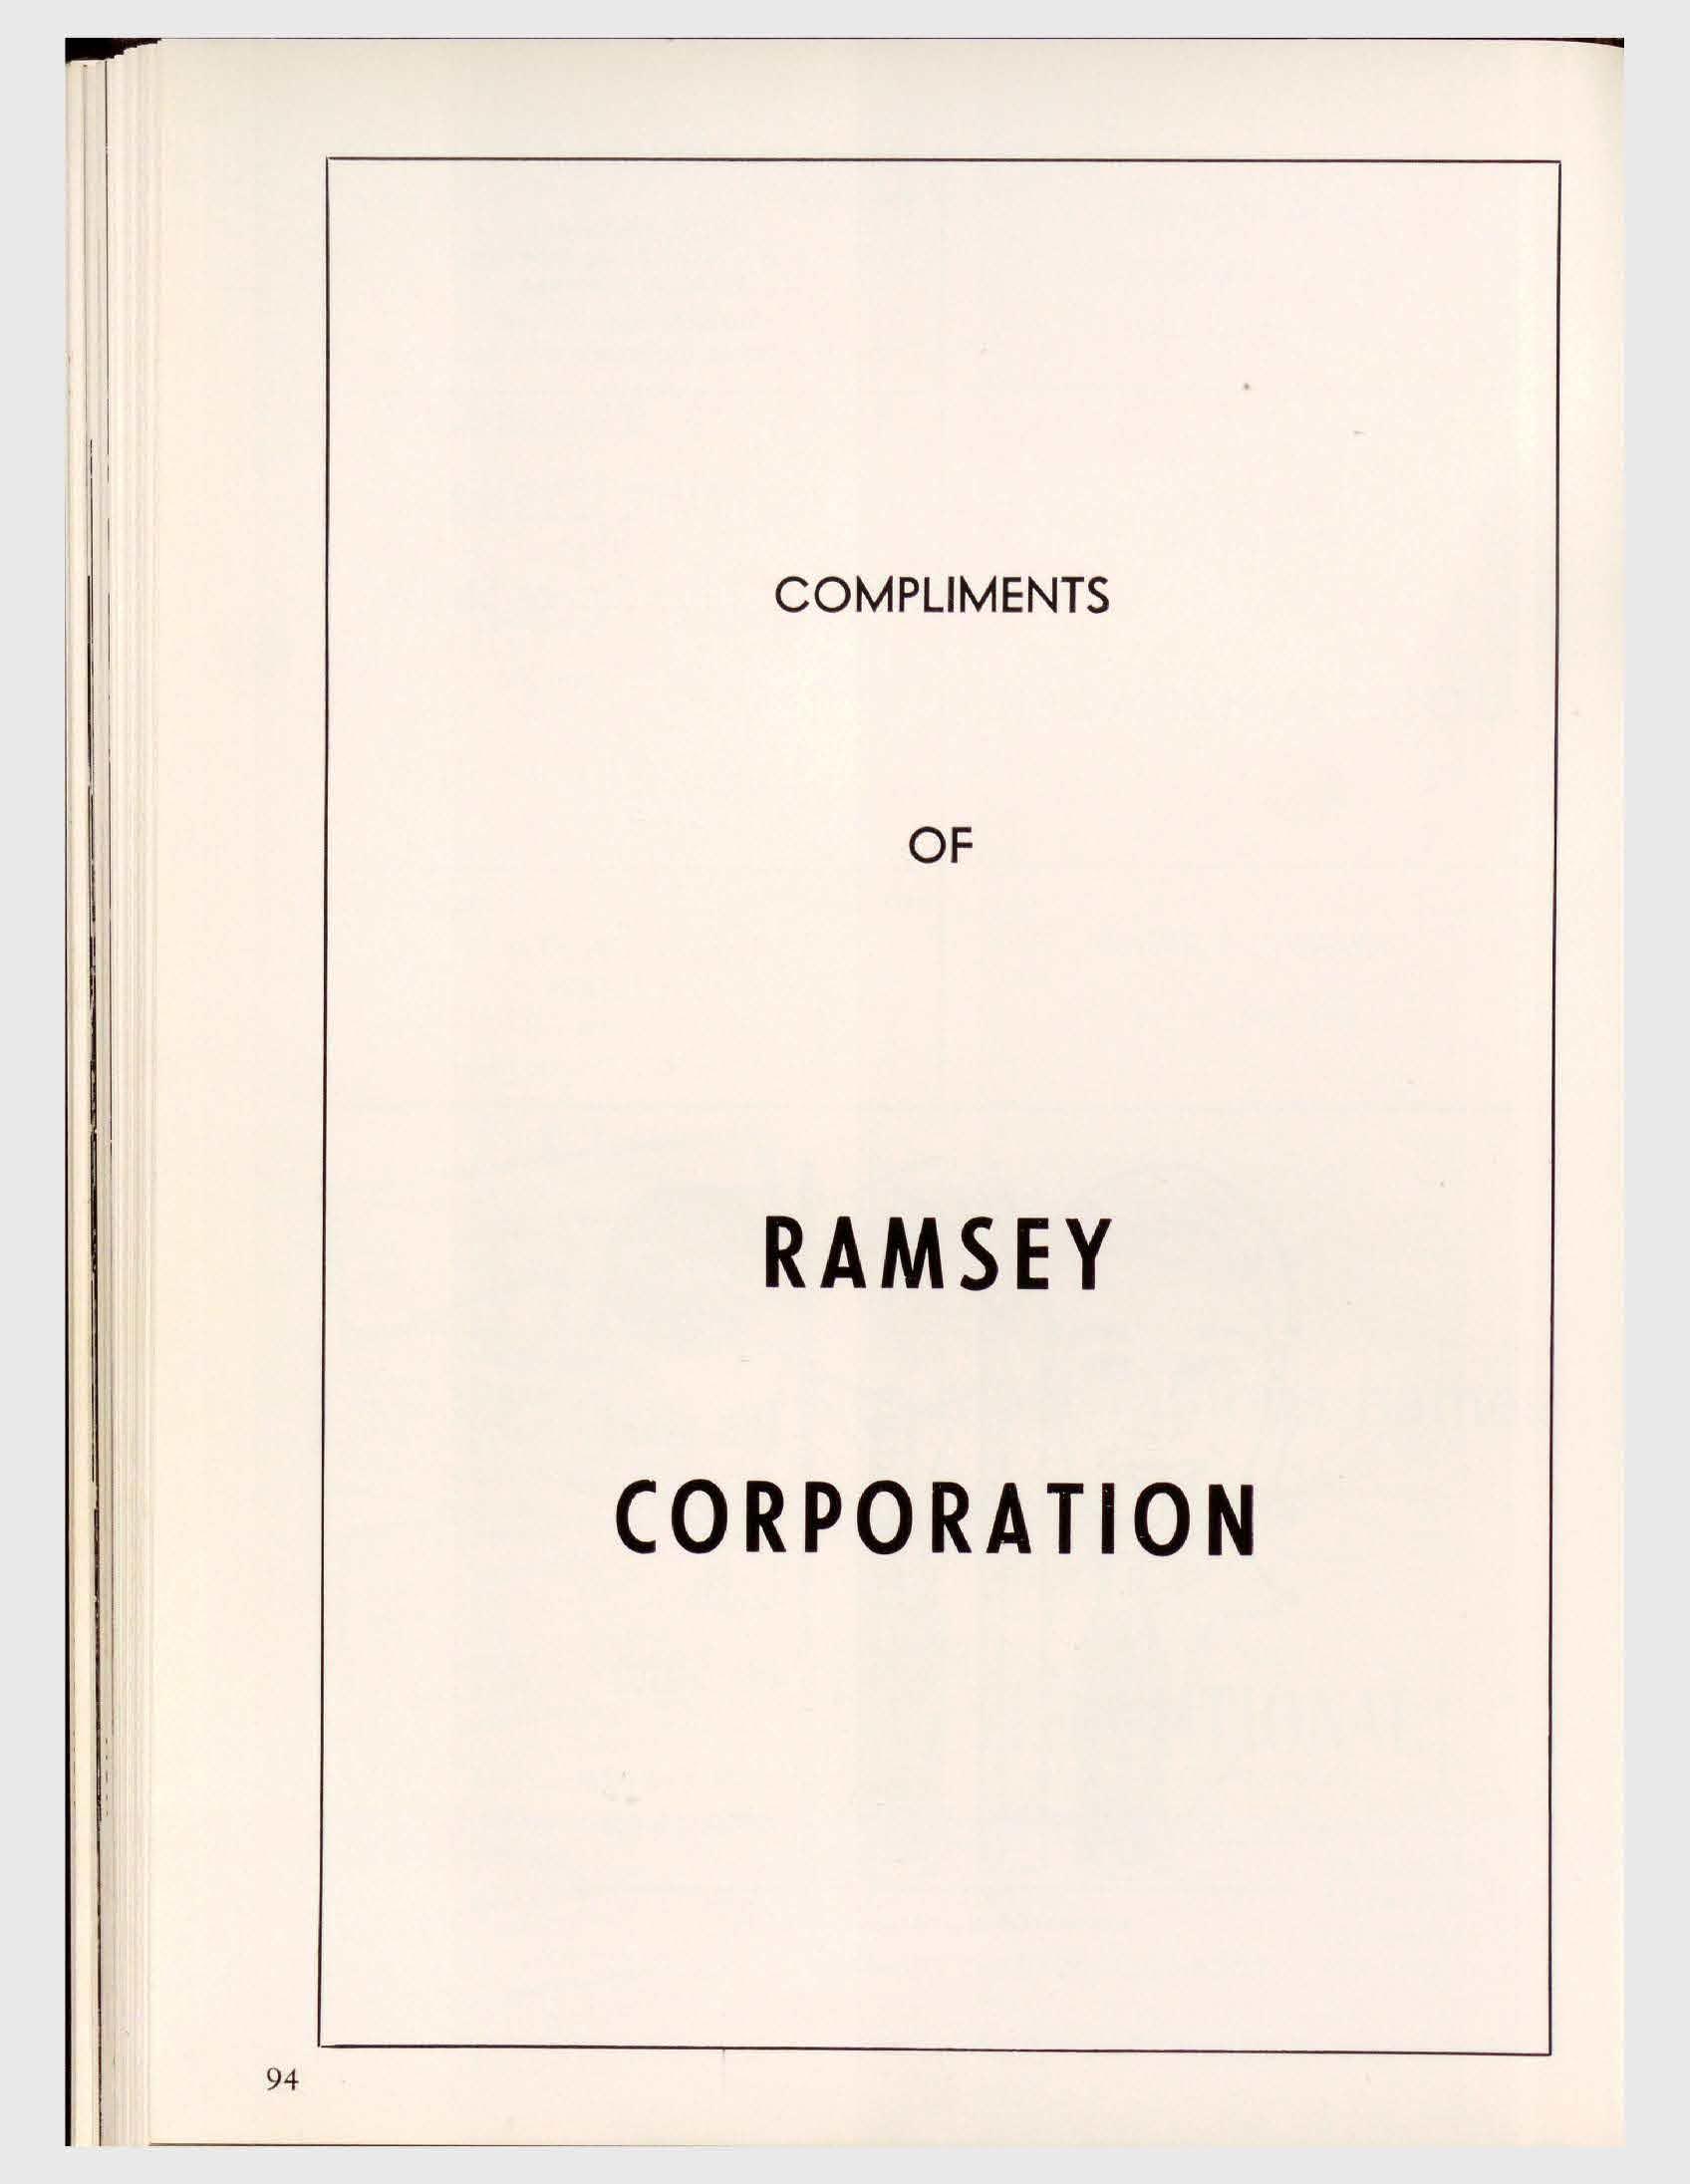 COMPLIMENTS
OF
RAMSEY
CORPORATION
94